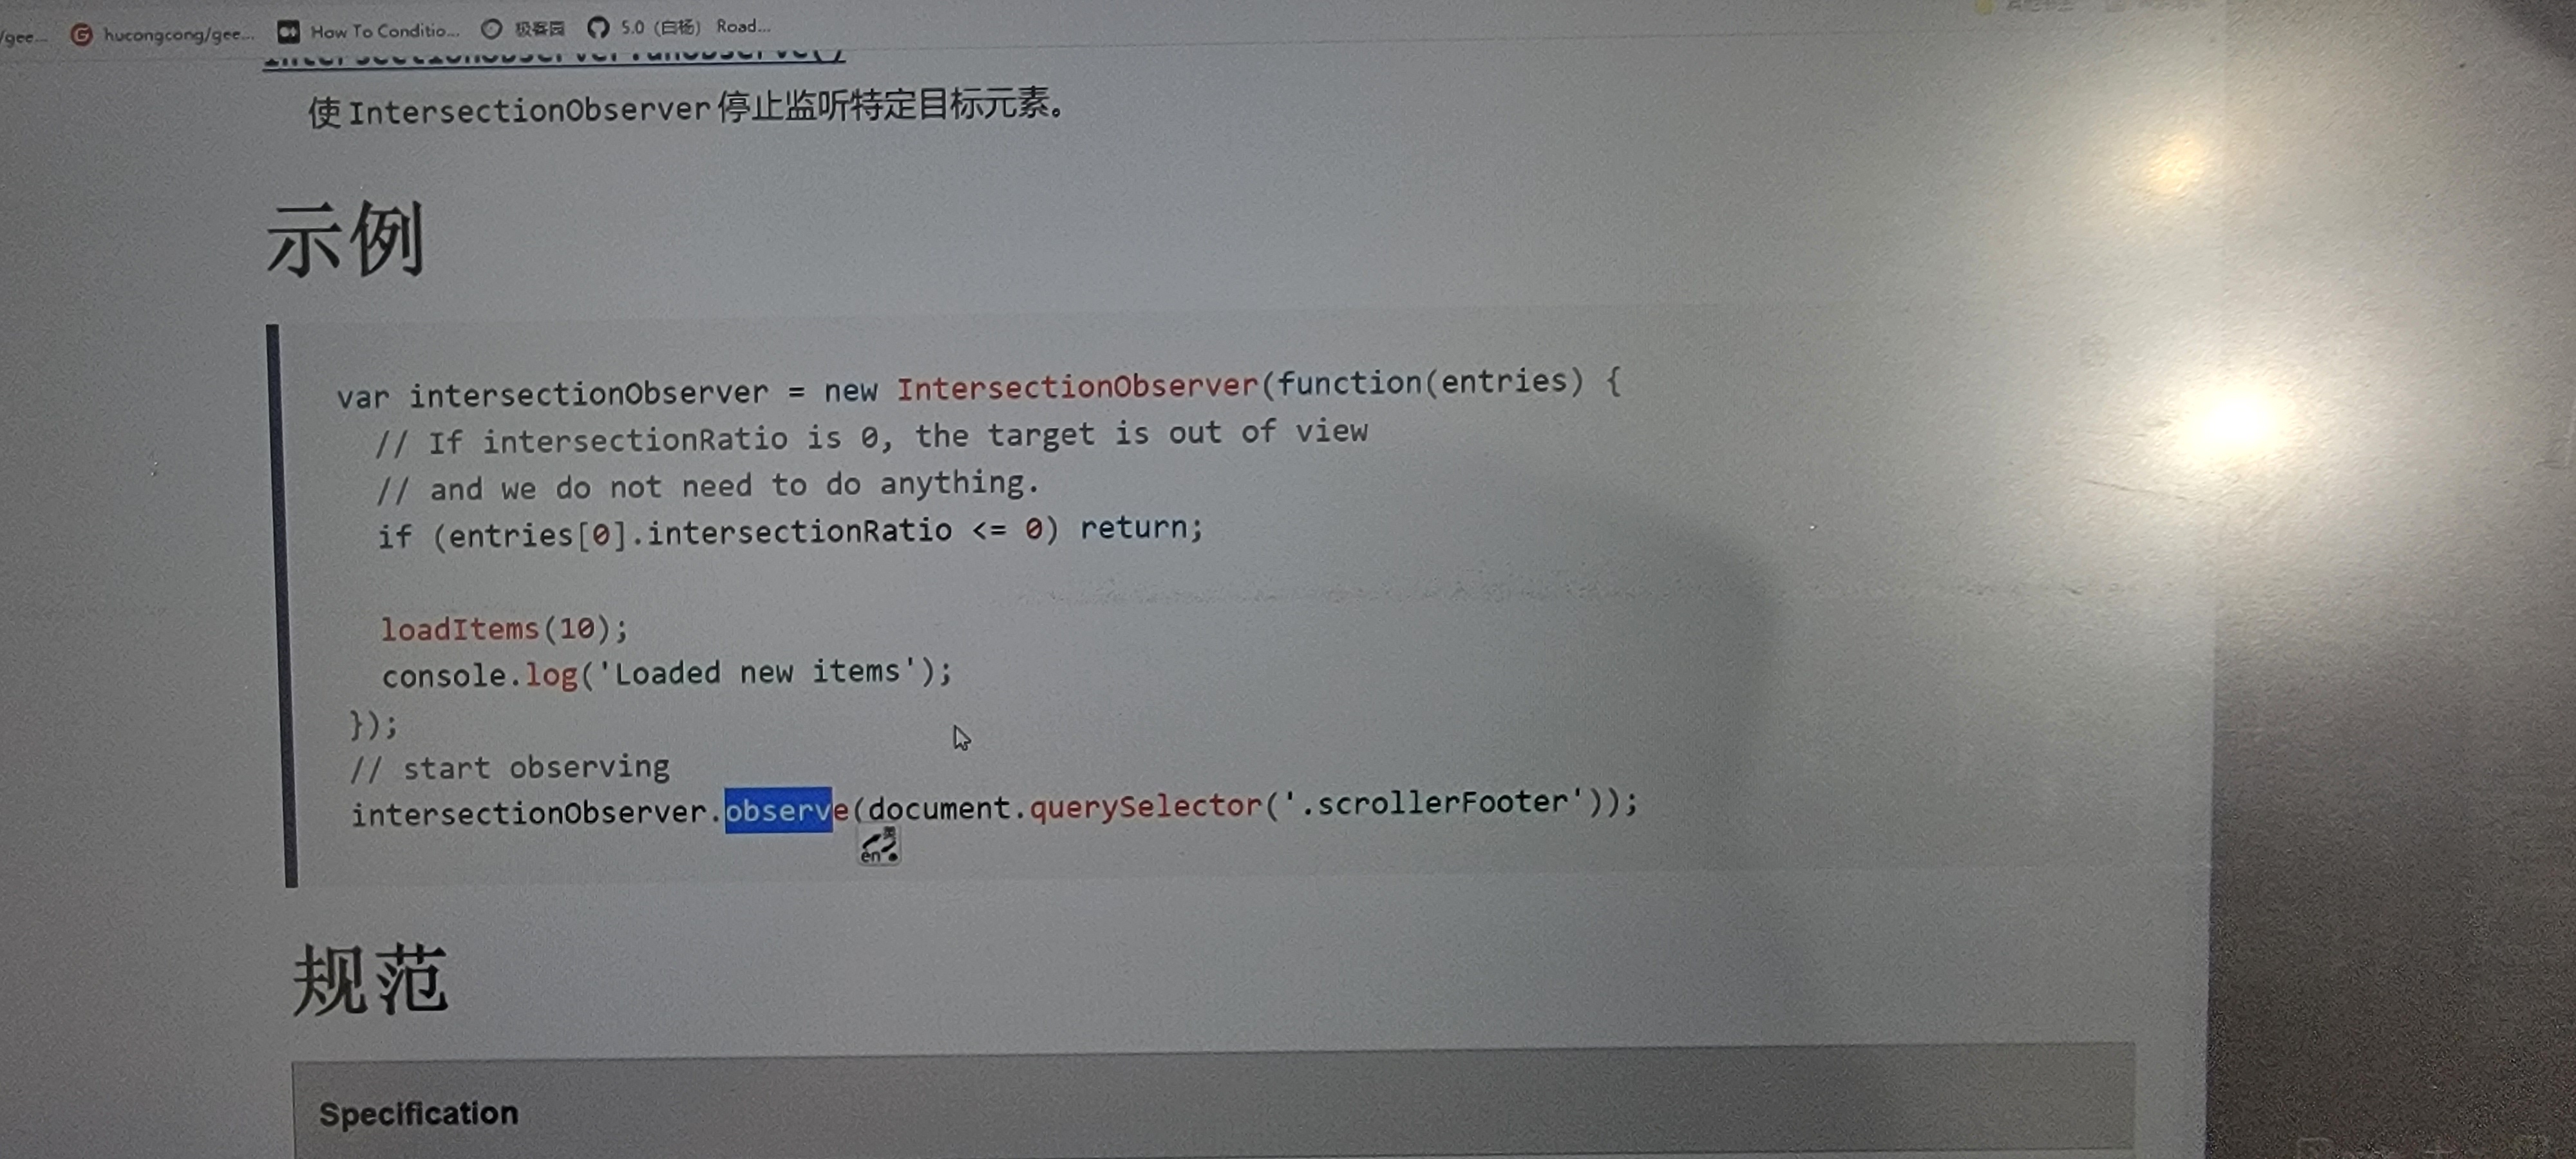 /gee... hucongcong/gee... How To Conditio... 极客园 5.0（白杨） Road...
IntersectionObserver.unobserve()
使 IntersectionObserver 停止监听特定目标元素。
示例
var intersectionObserver = new IntersectionObserver(function(entries) {
// If intersectionRatio is 0, the target is out of view
// and we do not need to do anything.
if (entries[0].intersectionRatio <= 0) return;
loadItems(10);
console.log('Loaded new items');
});
// start observing
intersectionObserver.observe(document.querySelector('.scrollerFooter'));
en
规范
Specification